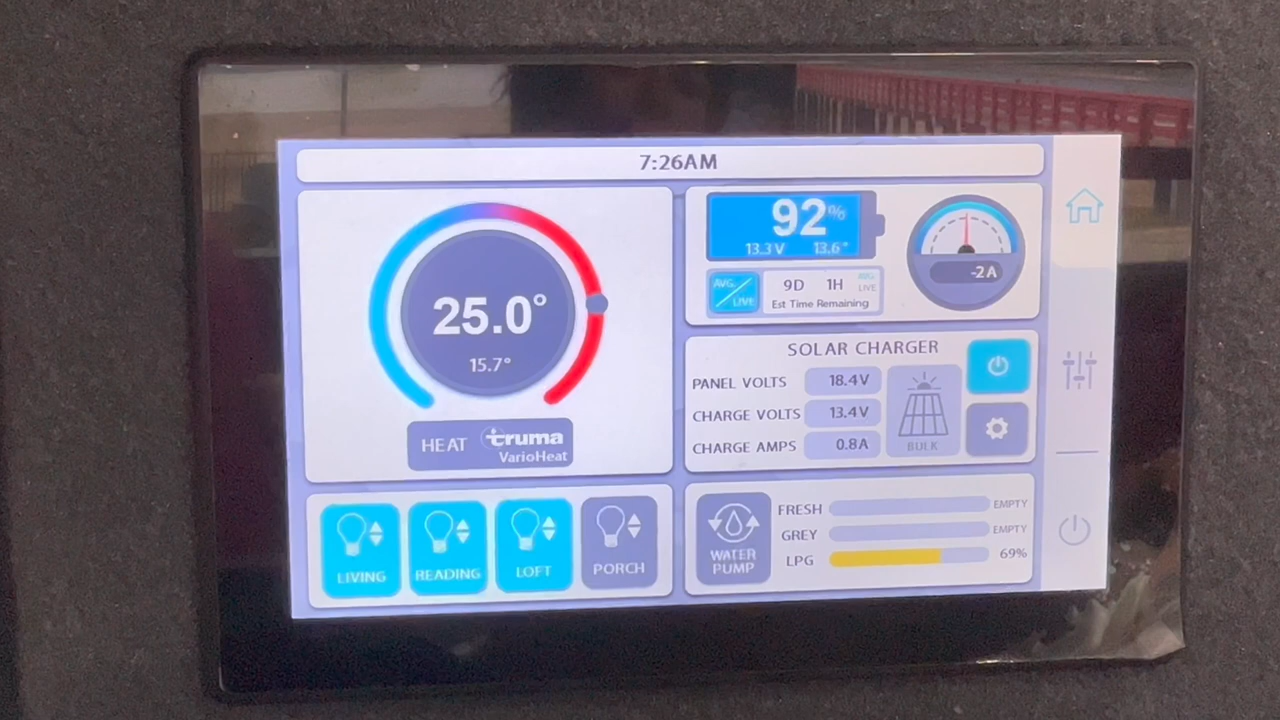 7:26AM
25.0°
15.7°
HEAT
truma
VarioHeat
92%
13.3V 13.6°
AVG.
LIVE
9D 1H
AVG.
LIVE
Est Time Remaining
-2A
SOLAR CHARGER
PANEL VOLTS 18.4V
CHARGE VOLTS 13.4V
CHARGE AMPS 0.8A
BULK
LIVING
READING
LOFT
PORCH
WATER
PUMP
FRESH EMPTY
GREY EMPTY
LPG 69%